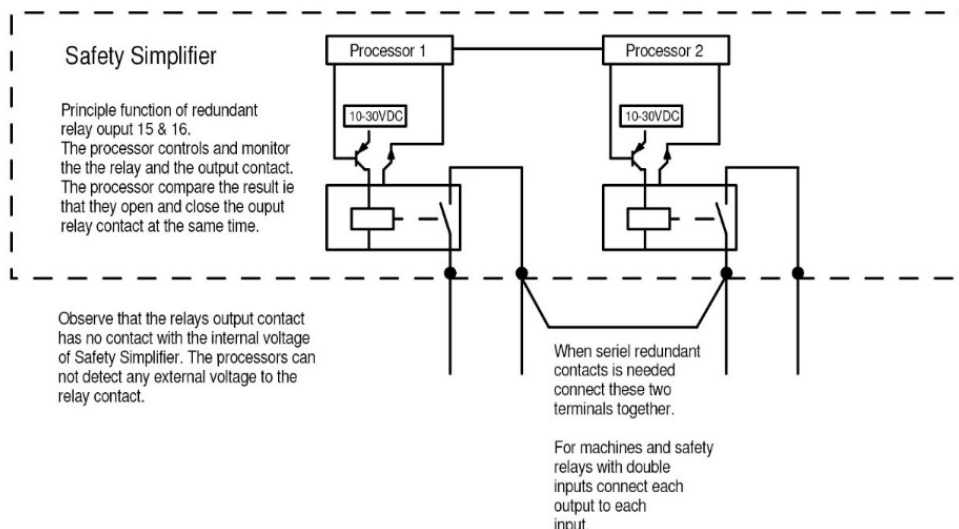 Safety Simplifier
Processor 1
Processor 2
10-30VDC
10-30VDC
Principle function of redundant
relay ouput 15 & 16.
The processor controls and monitor
the the relay and the output contact.
The processor compare the result ie
that they open and close the ouput
relay contact at the same time.
Observe that the relays output contact
has no contact with the internal voltage
of Safety Simplifier. The processors can
not detect any external voltage to the
relay contact.
When seriel redundant
contacts is needed
connect these two
terminals together.
For machines and safety
relays with double
inputs connect each
output to each
input.